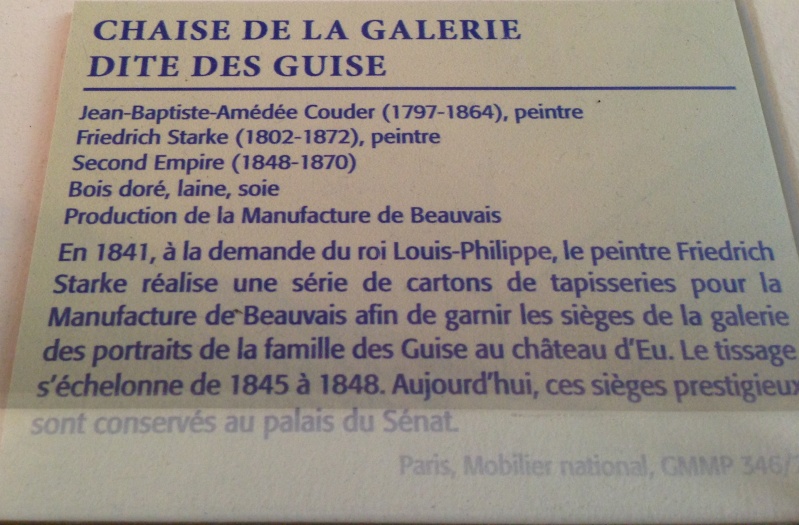 CHAISE DE LA GALERIE
DITE DES GUISE
Jean-Baptiste-Amédée Couder (1797-1864), peintre
Friedrich Starke (1802-1872), peintre
Second Empire (1848-1870)
Bois doré, laine, soie
Production de la Manufacture de Beauvais
En 1841, à la demande du roi Louis-Philippe, le peintre Friedrich
Starke réalise une série de cartons de tapisseries pour la
Manufacture de Beauvais afin de garnir les sièges de la galerie
des portraits de la famille des Guise au château d'Eu. Le tissage
s'échelonne de 1845 à 1848. Aujourd'hui, ces sièges prestigieux
sont conservés au palais du Sénat.
Paris, Mobilier national, GMMP 346/